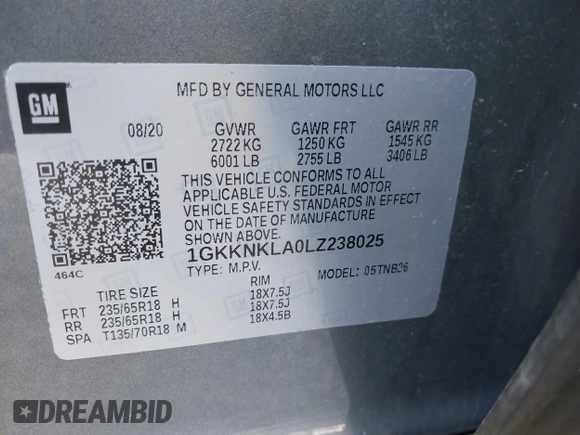 GM
MFD BY GENERAL MOTORS LLC
08/20 GVWR GAWR FRT GAWR RR
2722 KG 1250 KG 1545 KG
6001 LB 2755 LB 3406 LB
THIS VEHICLE CONFORMS TO ALL
APPLICABLE U.S. FEDERAL MOTOR
VEHICLE SAFETY STANDARDS IN EFFECT
ON THE DATE OF MANUFACTURE
SHOWN ABOVE.
1GKKNKLA0LZ238025
464C
TYPE: M.P.V. MODEL: 05TNB26
TIRE SIZE RIM
FRT 235/65R18 H 18X7.5J
RR 235/65R18 H 18X7.5J
SPA T135/70R18 M 18X4.5B
DREAMBID